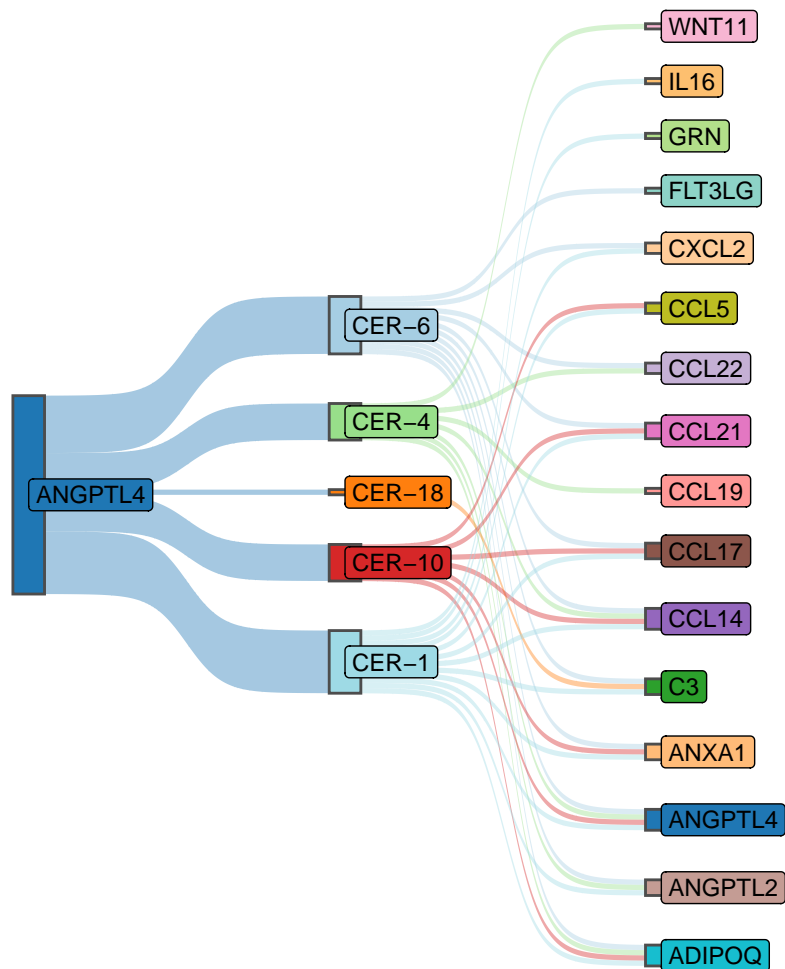 ANGPTL4
CER−6
CER−4
CER−18
CER−10
CER−1
WNT11
IL16
GRN
FLT3LG
CXCL2
CCL5
CCL22
CCL21
CCL19
CCL17
CCL14
C3
ANXA1
ANGPTL4
ANGPTL2
ADIPOQ